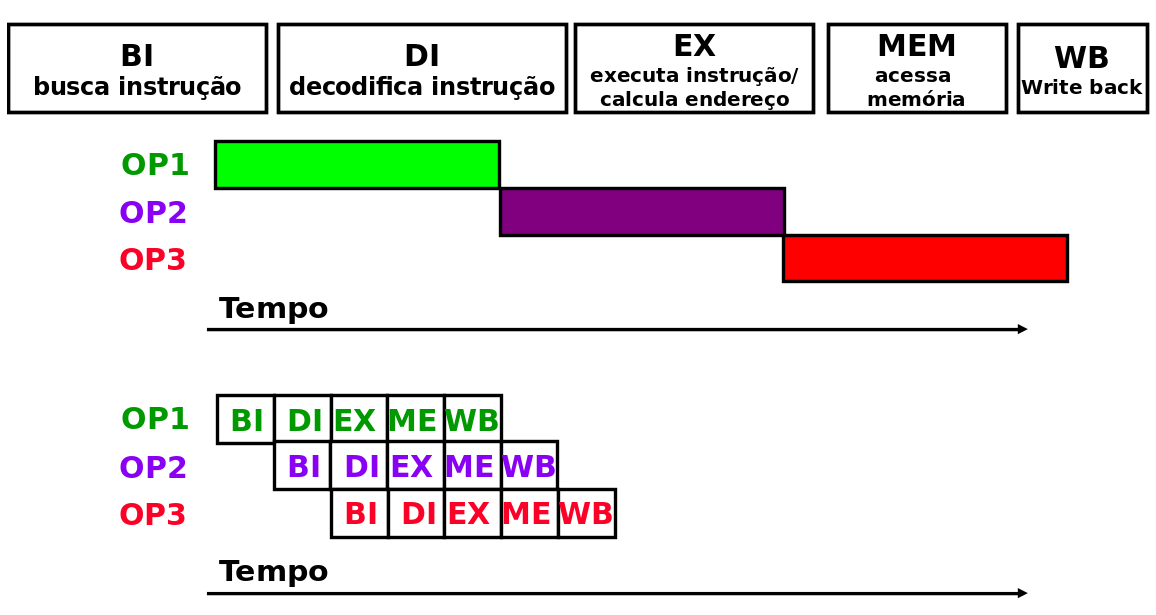 BI
busca instrução
DI
decodifica instrução
EX
executa instrução/
calcula endereço
MEM
acessa
memória
WB
Write back
OP1
OP2
OP3
Tempo
OP1 BI DI EX ME WB
OP2 BI DI EX ME WB
OP3 BI DI EX ME WB
Tempo